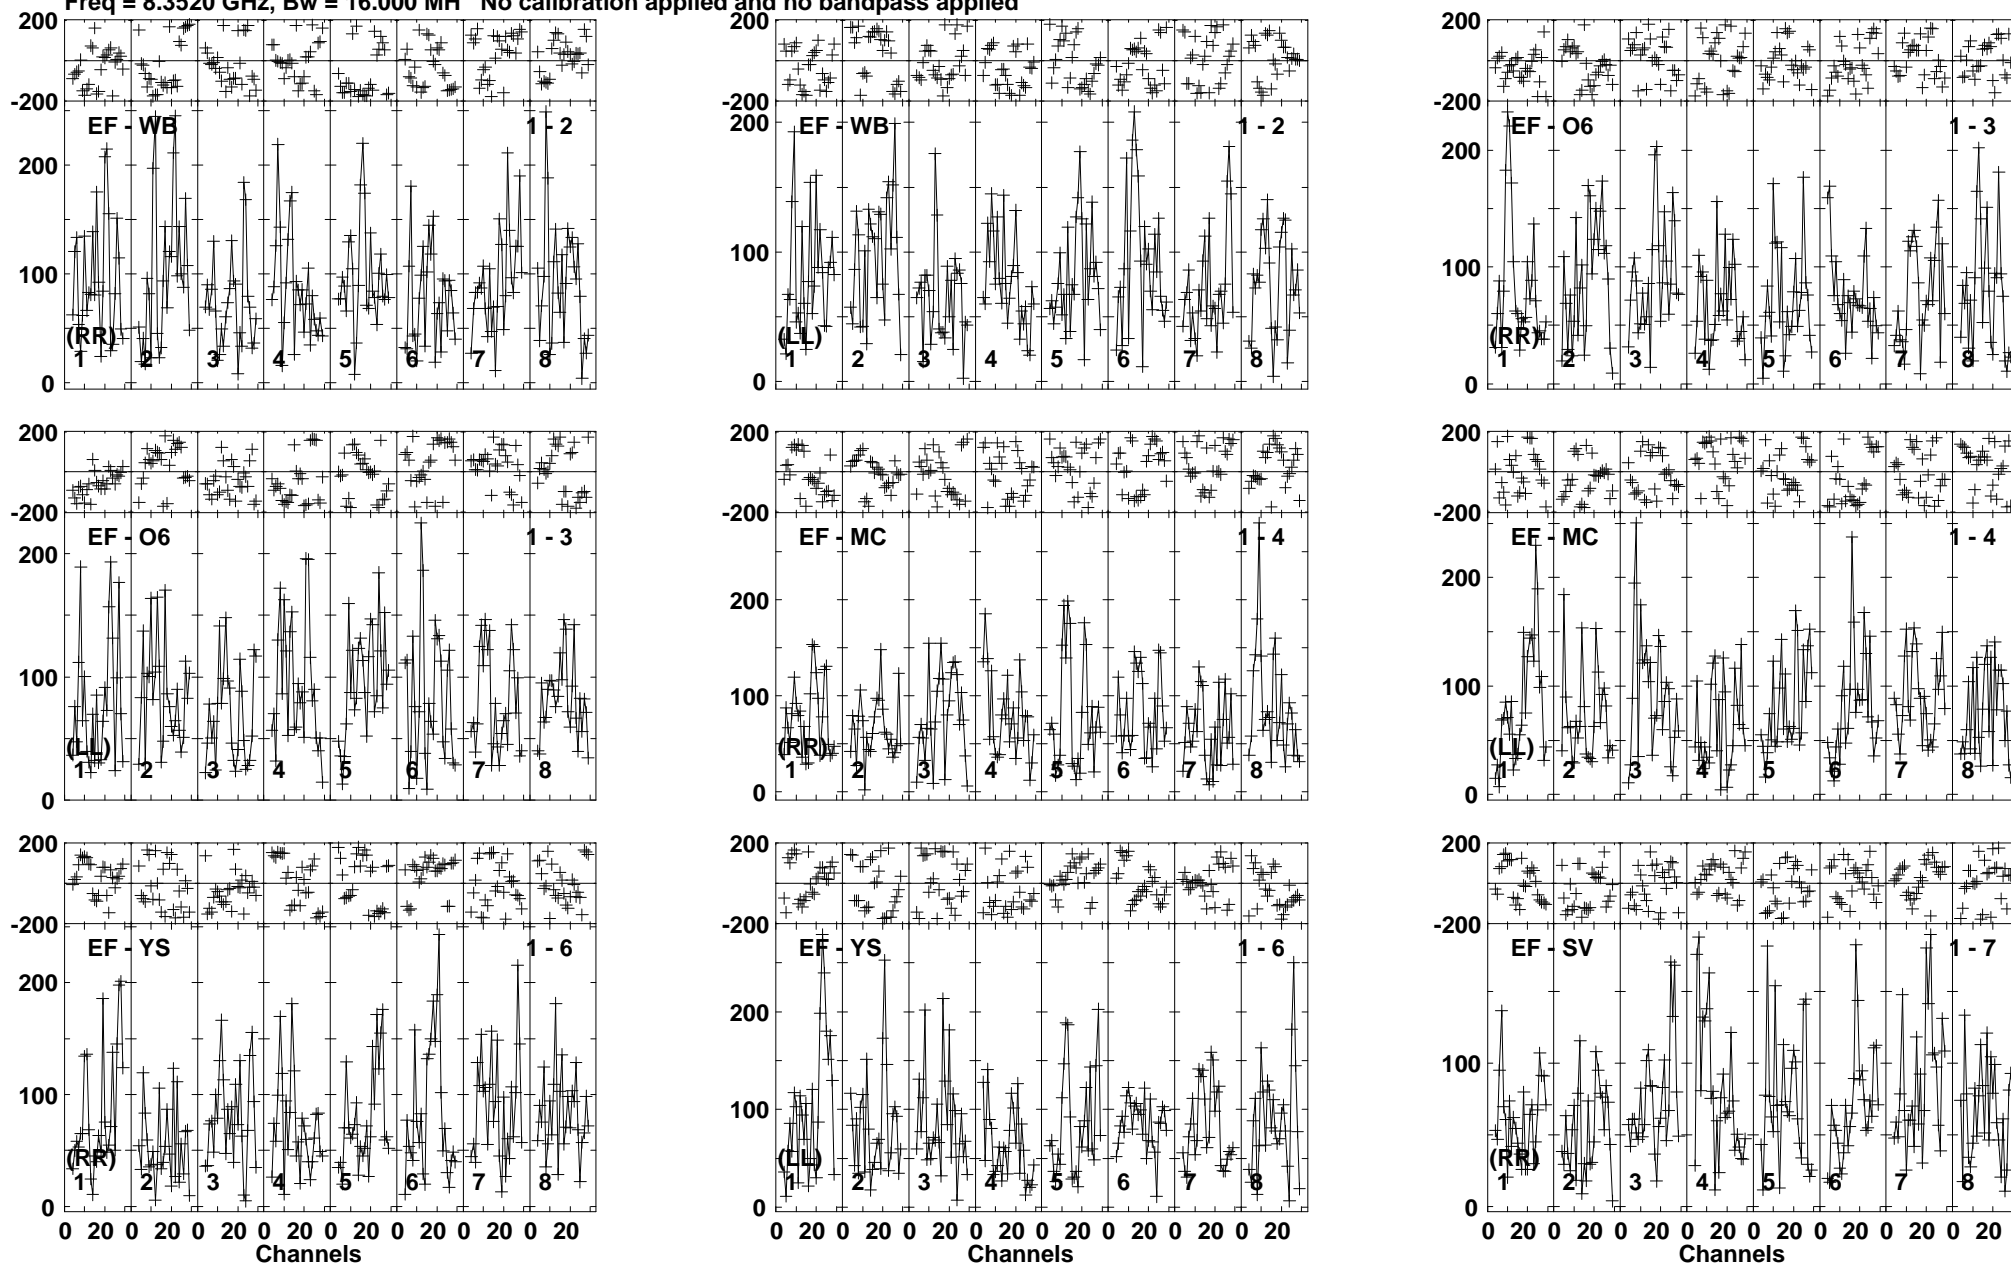 Freq = 8.3520 GHz, Bw = 16.000 MH No calibration applied and no bandpass applied
200 200 200
-200 -200 -200
EF - WB 1 - 2 EF - WB 1 - 2 EF - O6 1 - 3
200 200 200
100 100 100
(RR) (LL) (RR)
1 2 3 4 5 6 7 8 1 2 3 4 5 6 7 8 1 2 3 4 5 6 7 8
0 0 0
200 200 200
-200 -200 -200
EF - O6 1 - 3 EF - MC 1 - 4 EF - MC 1 - 4
200 200 200
100 100 100
(LL) (RR) (LL)
1 2 3 4 5 6 7 8 1 2 3 4 5 6 7 8 1 2 3 4 5 6 7 8
0 0 0
200 200 200
-200 -200 -200
EF - YS 1 - 6 EF - YS 1 - 6 EF - SV 1 - 7
200 200
100 100 100
(RR) (LL) (RR)
1 2 3 4 5 6 7 8 1 2 3 4 5 6 7 8 1 2 3 4 5 6 7 8
0 0 0
0 20 0 20 0 20 0 20 0 20 0 20 0 20 0 20 0 20 0 20 0 20 0 20 0 20 0 20 0 20 0 20 0 20 0 20 0 20 0 20 0 20 0 20 0 20 0 20
Channels Channels Channels